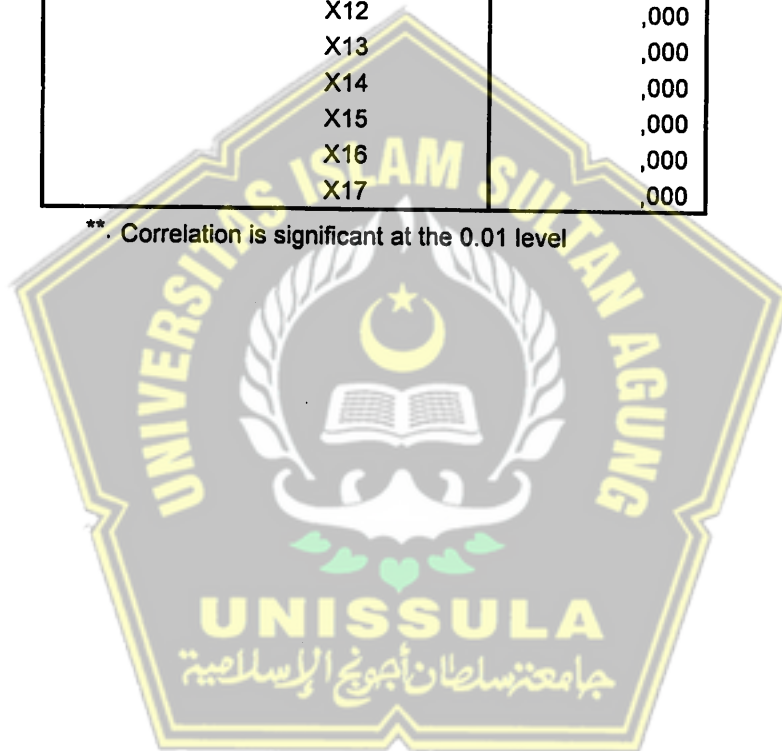 X12 ,000
X13 ,000
X14 ,000
X15 ,000
X16 ,000
X17 ,000
**. Correlation is significant at the 0.01 level
UNIVERSITAS ISLAM SULTAN AGUNG
UNISSULA
جامعة سلطان أجونج الإسلامية